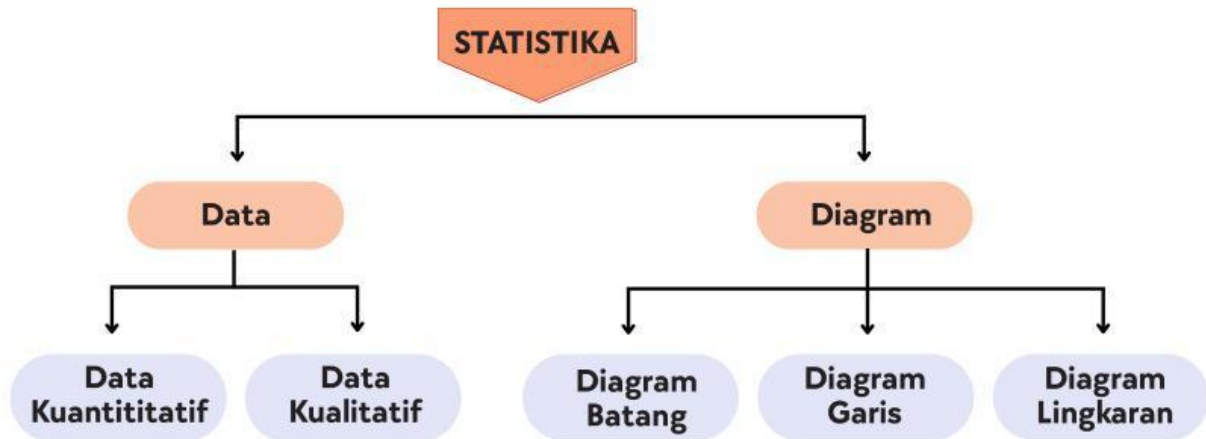 STATISTIKA
Data
Diagram
Data
Kuantititatif
Data
Kualitatif
Diagram
Batang
Diagram
Garis
Diagram
Lingkaran